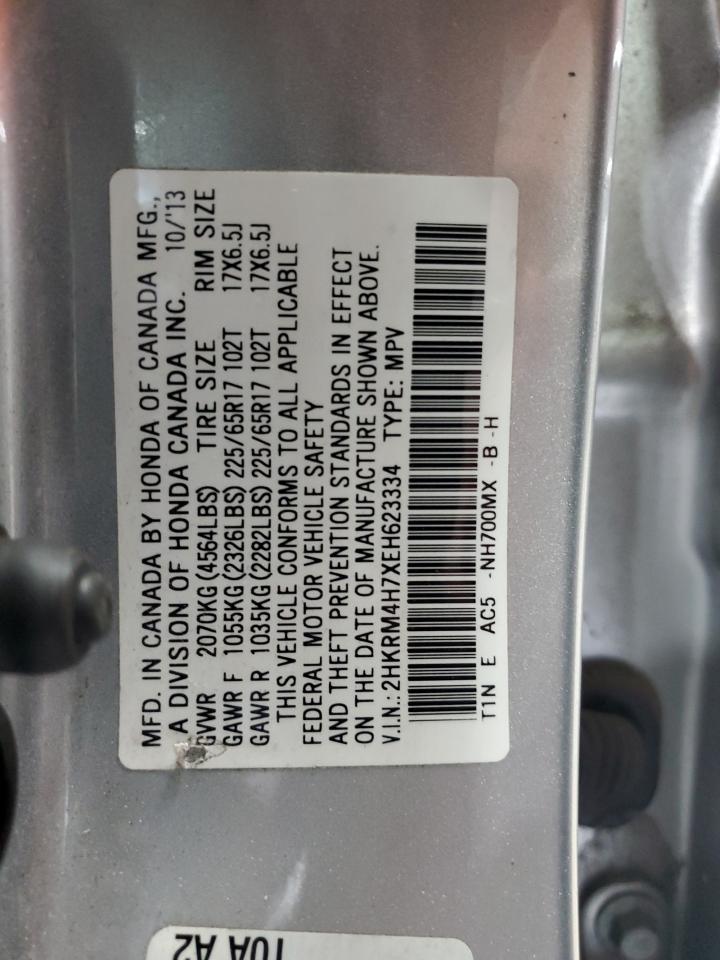 MFD. IN CANADA BY HONDA OF CANADA MFG.,
A DIVISION OF HONDA CANADA INC. 10/'13
GVWR 2070KG(4564LBS) TIRE SIZE RIM SIZE
GAWR F 1055KG(2326LBS) 225/65R17 102T 17X6.5J
GAWR R 1035KG(2282LBS) 225/65R17 102T 17X6.5J
THIS VEHICLE CONFORMS TO ALL APPLICABLE
FEDERAL MOTOR VEHICLE SAFETY
AND THEFT PREVENTION STANDARDS IN EFFECT
ON THE DATE OF MANUFACTURE SHOWN ABOVE.
V.I.N.: 2HKRM4H7XEH623334 TYPE: MPV
T1N E AC5 -NH700MX -B -H
10A A2